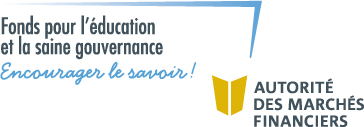 Fonds pour l’éducation
et la saine gouvernance
Encourager le savoir !
AUTORITÉ
DES MARCHÉS
FINANCIERS